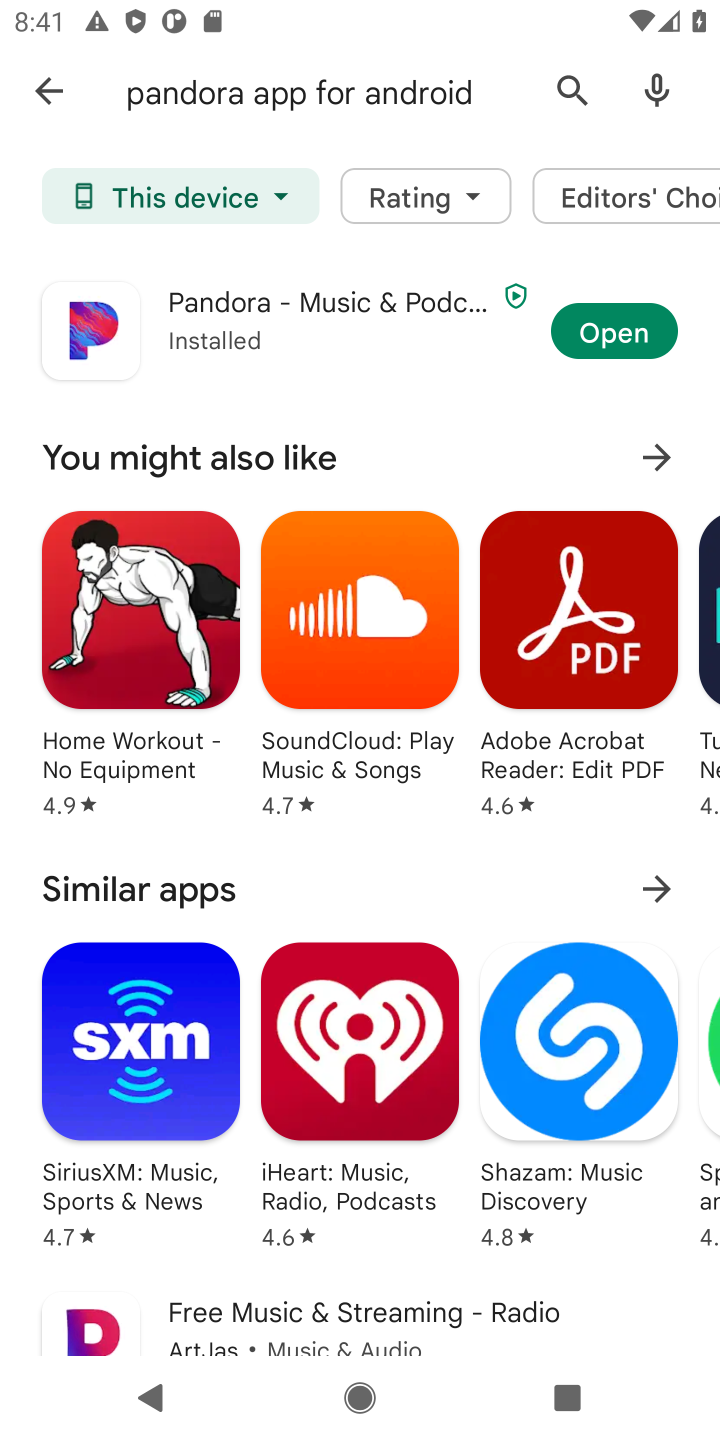 8:41
pandora app for android
This device
Rating
Editors' Choi
Pandora - Music & Podc...
Installed
Open
You might also like
PDF
Home Workout - No Equipment
4.9★
SoundCloud: Play Music & Songs
4.7★
Adobe Acrobat Reader: Edit PDF
4.6★
Tu
Ne
4.
Similar apps
sxm
SiriusXM: Music, Sports & News
4.7★
iHeart: Music, Radio, Podcasts
4.6★
Shazam: Music Discovery
4.8★
Sp
an
4.
Free Music & Streaming - Radio
ArtJas • Music & Audio